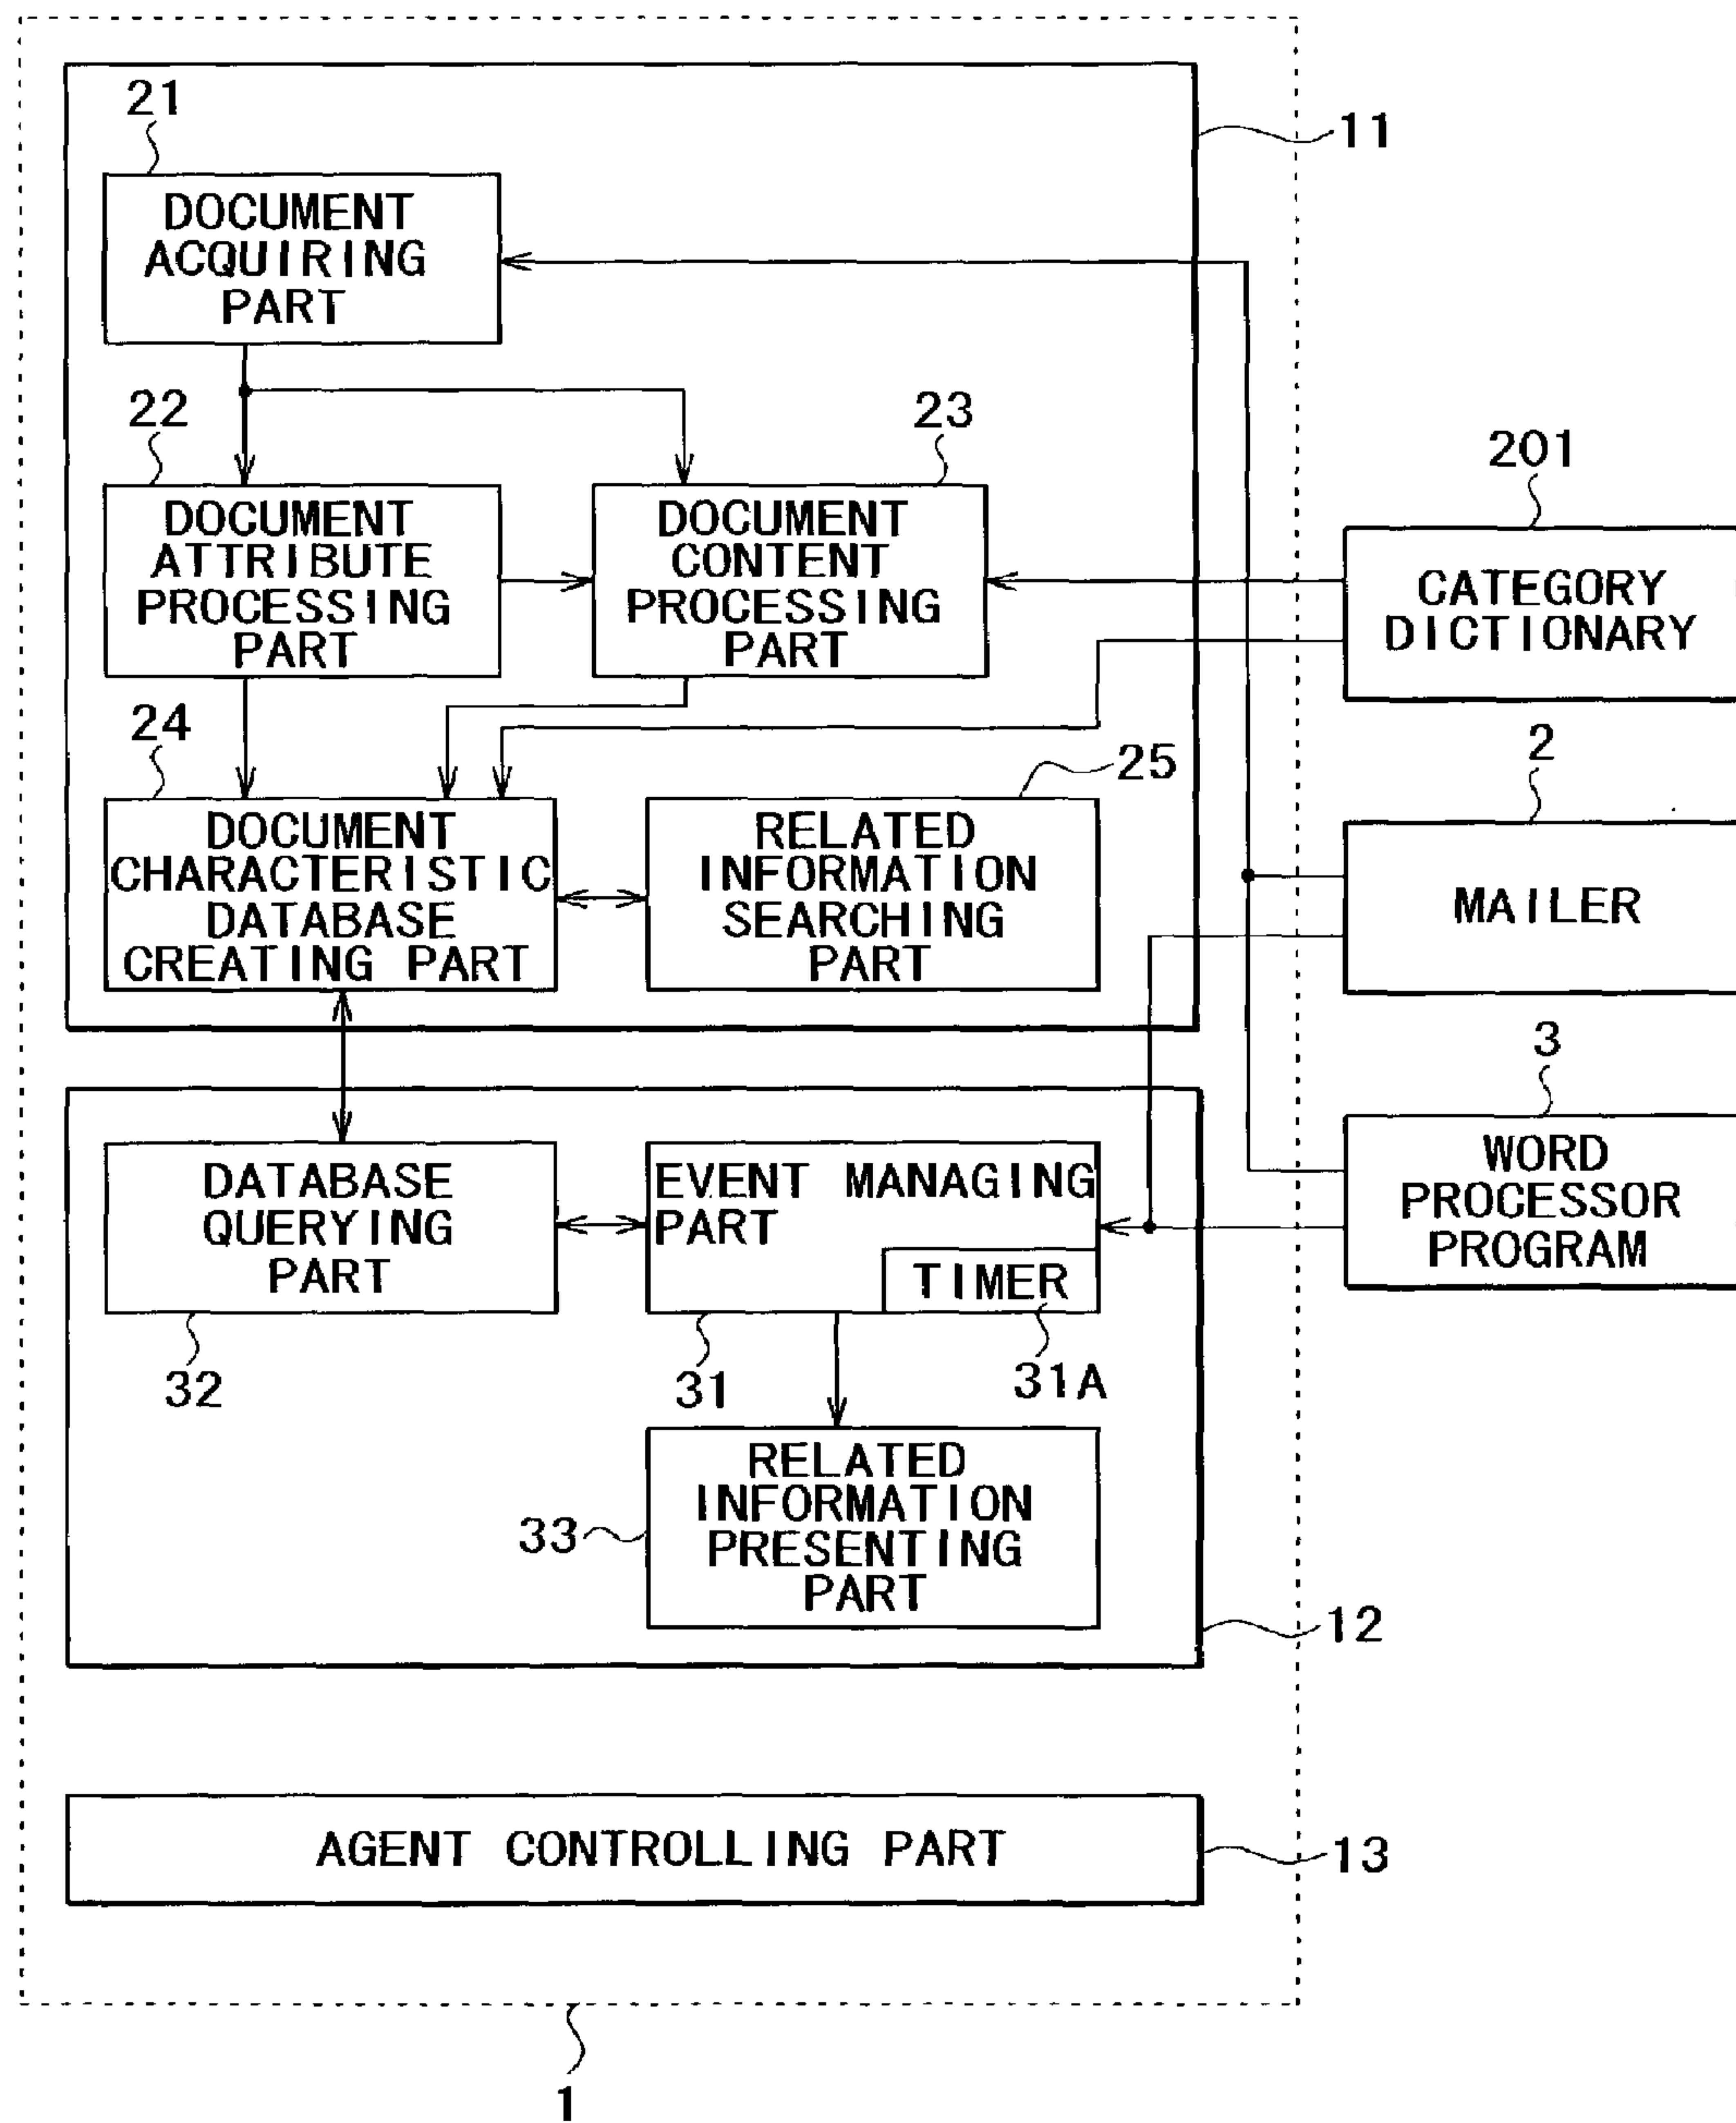 21
11
DOCUMENT
ACQUIRING
PART
22
23
201
DOCUMENT
ATTRIBUTE
PROCESSING
PART
DOCUMENT
CONTENT
PROCESSING
PART
CATEGORY
DICTIONARY
24
25
2
DOCUMENT
CHARACTERISTIC
DATABASE
CREATING PART
RELATED
INFORMATION
SEARCHING
PART
MAILER
3
DATABASE
QUERYING
PART
EVENT MANAGING
PART
TIMER
WORD
PROCESSOR
PROGRAM
32
31
31A
RELATED
INFORMATION
PRESENTING
PART
33
12
AGENT CONTROLLING PART
13
1